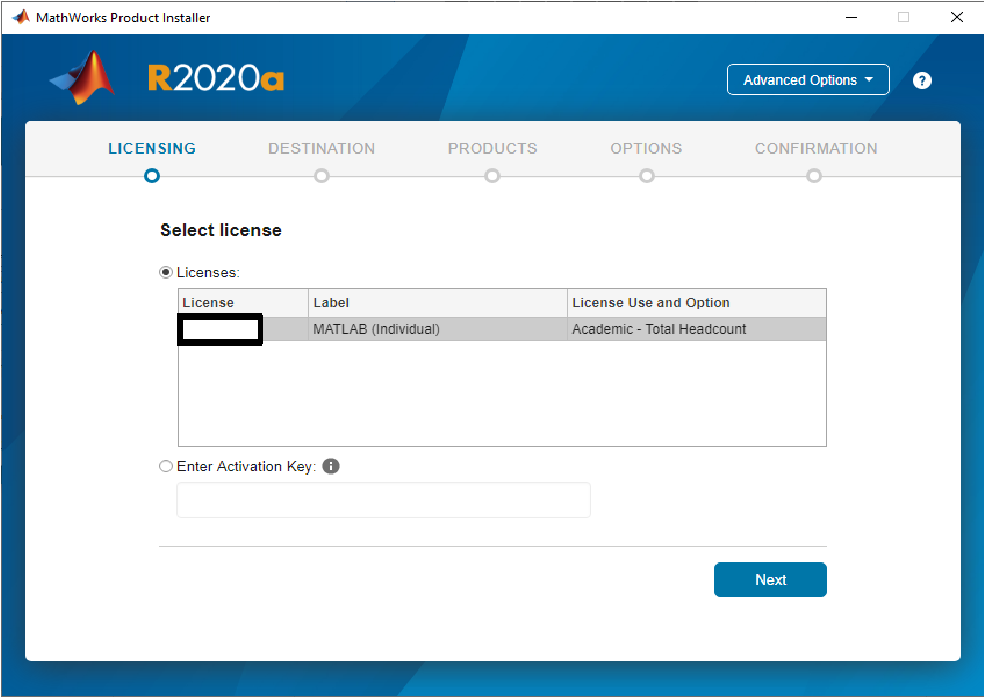 MathWorks Product Installer
R2020a
Advanced Options
?
LICENSING DESTINATION PRODUCTS OPTIONS CONFIRMATION
Select license
Licenses:
License Label License Use and Option
MATLAB (Individual) Academic - Total Headcount
Enter Activation Key: i
Next